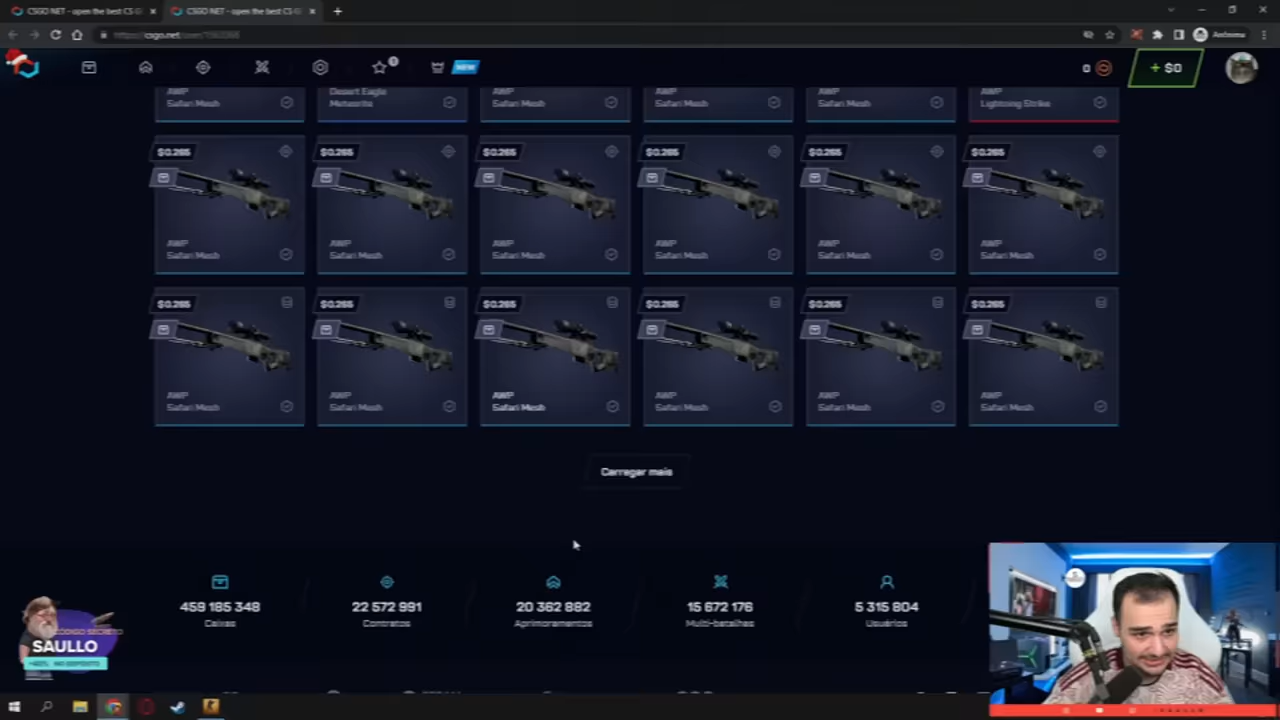 CSGO NET - open the best CS G
CSGO NET - open the best CS G
https://csgo.net
Anônima
NEW
0
+ $0
AWP
Safari Mesh
Desert Eagle
Meteorite
AWP
Safari Mesh
AWP
Safari Mesh
AWP
Safari Mesh
AWP
Lightning Strike
$0.265
$0.265
$0.265
$0.265
$0.265
$0.265
AWP
Safari Mesh
AWP
Safari Mesh
AWP
Safari Mesh
AWP
Safari Mesh
AWP
Safari Mesh
AWP
Safari Mesh
$0.265
$0.265
$0.265
$0.265
$0.265
$0.265
AWP
Safari Mesh
AWP
Safari Mesh
AWP
Safari Mesh
AWP
Safari Mesh
AWP
Safari Mesh
AWP
Safari Mesh
Carregar mais
459 185 348
Caixas
22 572 991
Contratos
20 362 882
Aprimoramentos
15 672 176
Multi-batalhas
5 315 804
Usuários
CÓDIGO SECRETO
SAULLO